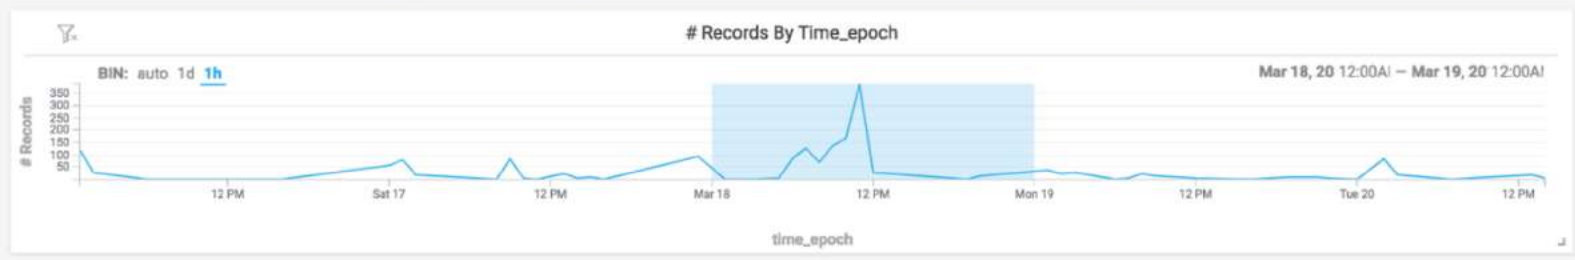 # Records By Time_epoch
BIN: auto 1d 1h
Mar 18, 20 12:00AM — Mar 19, 20 12:00AM
# Records
350
300
250
200
150
100
50
12 PM
Sat 17
12 PM
Mar 18
12 PM
Mon 19
12 PM
Tue 20
12 PM
time_epoch